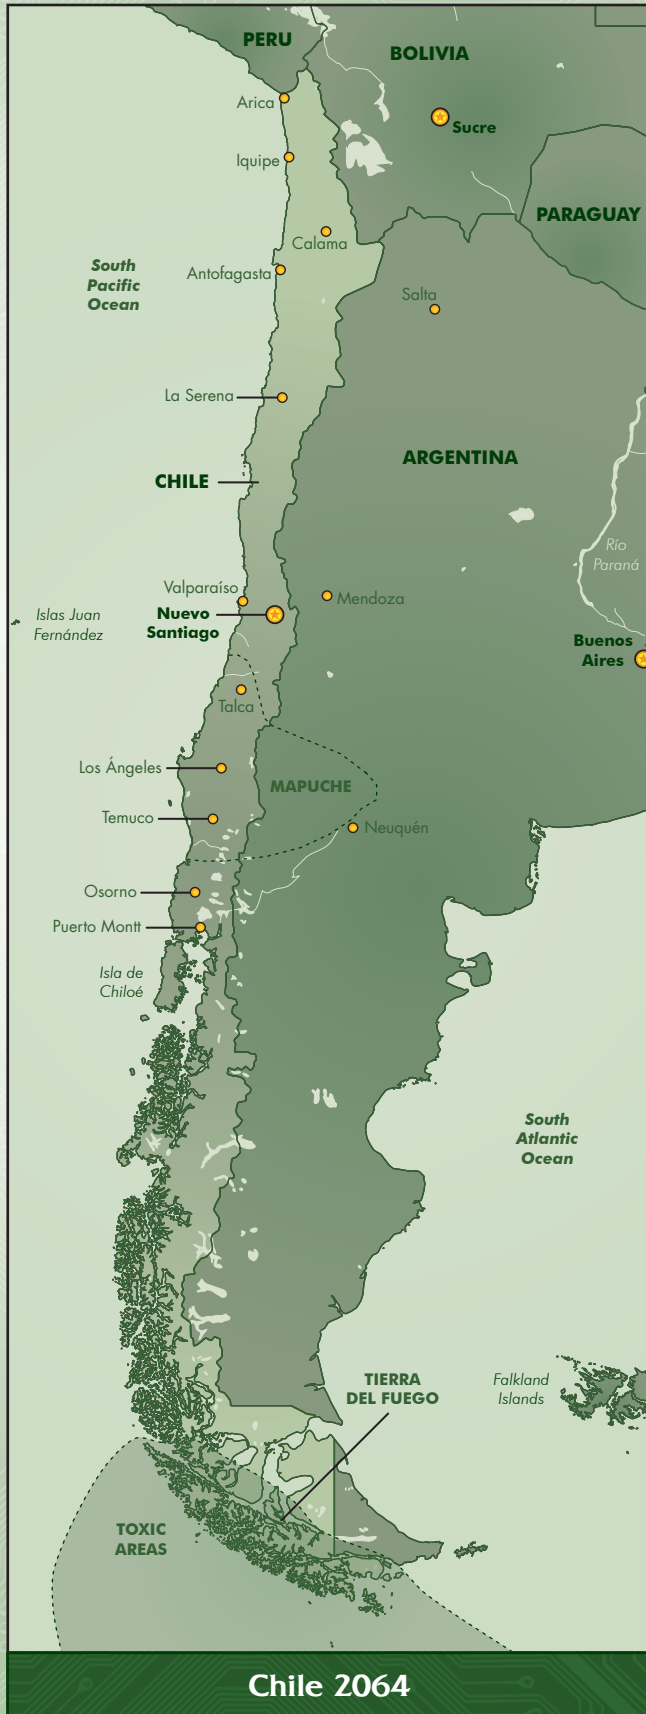 PERU
BOLIVIA
Arica
Sucre
Iquipe
PARAGUAY
Calama
South
Pacific
Ocean
Antofagasta
Salta
La Serena
ARGENTINA
CHILE
Río
Paraná
Valparaíso
Mendoza
Islas Juan
Fernández
Nuevo
Santiago
Buenos
Aires
Talca
Los Ángeles
MAPUCHE
Temuco
Neuquén
Osorno
Puerto Montt
Isla de
Chiloé
South
Atlantic
Ocean
TIERRA
DEL FUEGO
Falkland
Islands
TOXIC
AREAS
Chile 2064